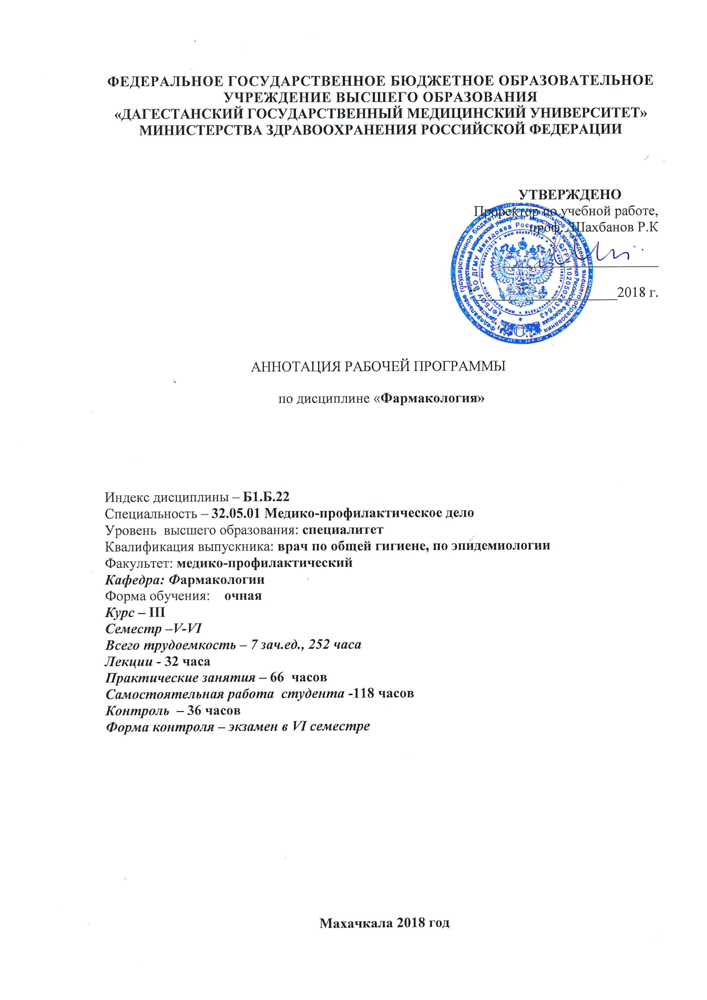 ФЕДЕРАЛЬНОЕ ГОСУДАРСТВЕННОЕ БЮДЖЕТНОЕ ОБРАЗОВАТЕЛЬНОЕ
УЧРЕЖДЕНИЕ ВЫСШЕГО ОБРАЗОВАНИЯ
«ДАГЕСТАНСКИЙ ГОСУДАРСТВЕННЫЙ МЕДИЦИНСКИЙ УНИВЕРСИТЕТ»
МИНИСТЕРСТВА ЗДРАВООХРАНЕНИЯ РОССИЙСКОЙ ФЕДЕРАЦИИ
УТВЕРЖДЕНО
Проректор по учебной работе,
проф. Шахбанов Р.К
2018 г.
АННОТАЦИЯ РАБОЧЕЙ ПРОГРАММЫ
по дисциплине «Фармакология»
Индекс дисциплины – Б1.Б.22
Специальность – 32.05.01 Медико-профилактическое дело
Уровень высшего образования: специалитет
Квалификация выпускника: врач по общей гигиене, по эпидемиологии
Факультет: медико-профилактический
Кафедра: Фармакологии
Форма обучения: очная
Курс – III
Семестр –V-VI
Всего трудоемкость – 7 зач.ед., 252 часа
Лекции - 32 часа
Практические занятия – 66 часов
Самостоятельная работа студента -118 часов
Контроль – 36 часов
Форма контроля – экзамен в VI семестре
Махачкала 2018 год